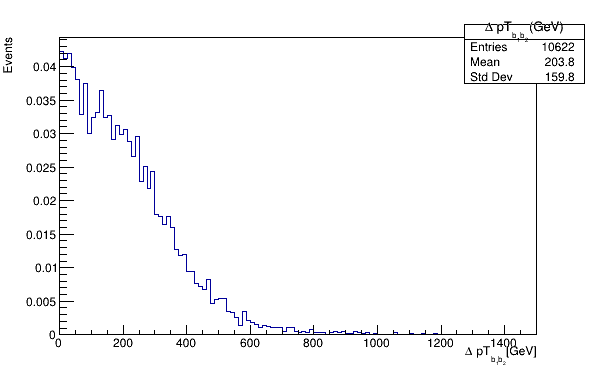 Δ pT_{b_1b_2}(GeV)
Entries 10622
Mean 203.8
Std Dev 159.8
Events
0.04
0.035
0.03
0.025
0.02
0.015
0.01
0.005
0
0 200 400 600 800 1000 1200 1400
Δ pT_{b_1b_2}[GeV]